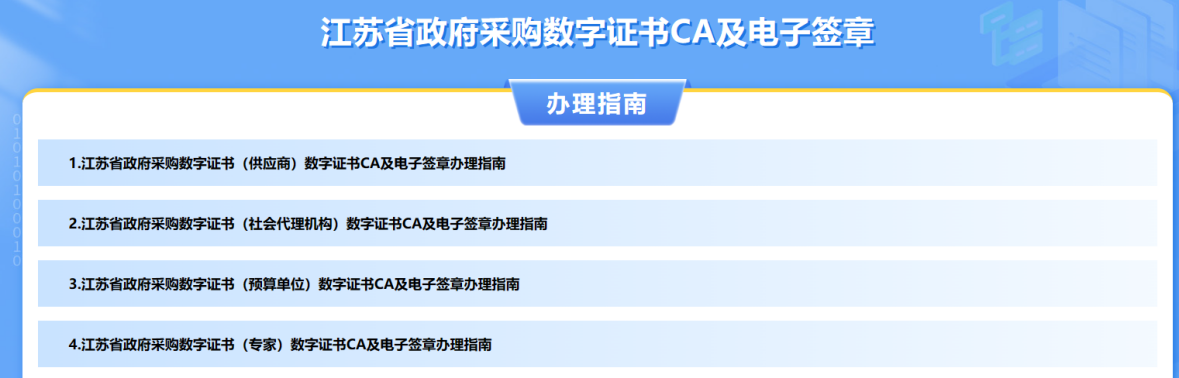 江苏省政府采购数字证书CA及电子签章
办理指南
1.江苏省政府采购数字证书（供应商）数字证书CA及电子签章办理指南
2.江苏省政府采购数字证书（社会代理机构）数字证书CA及电子签章办理指南
3.江苏省政府采购数字证书（预算单位）数字证书CA及电子签章办理指南
4.江苏省政府采购数字证书（专家）数字证书CA及电子签章办理指南